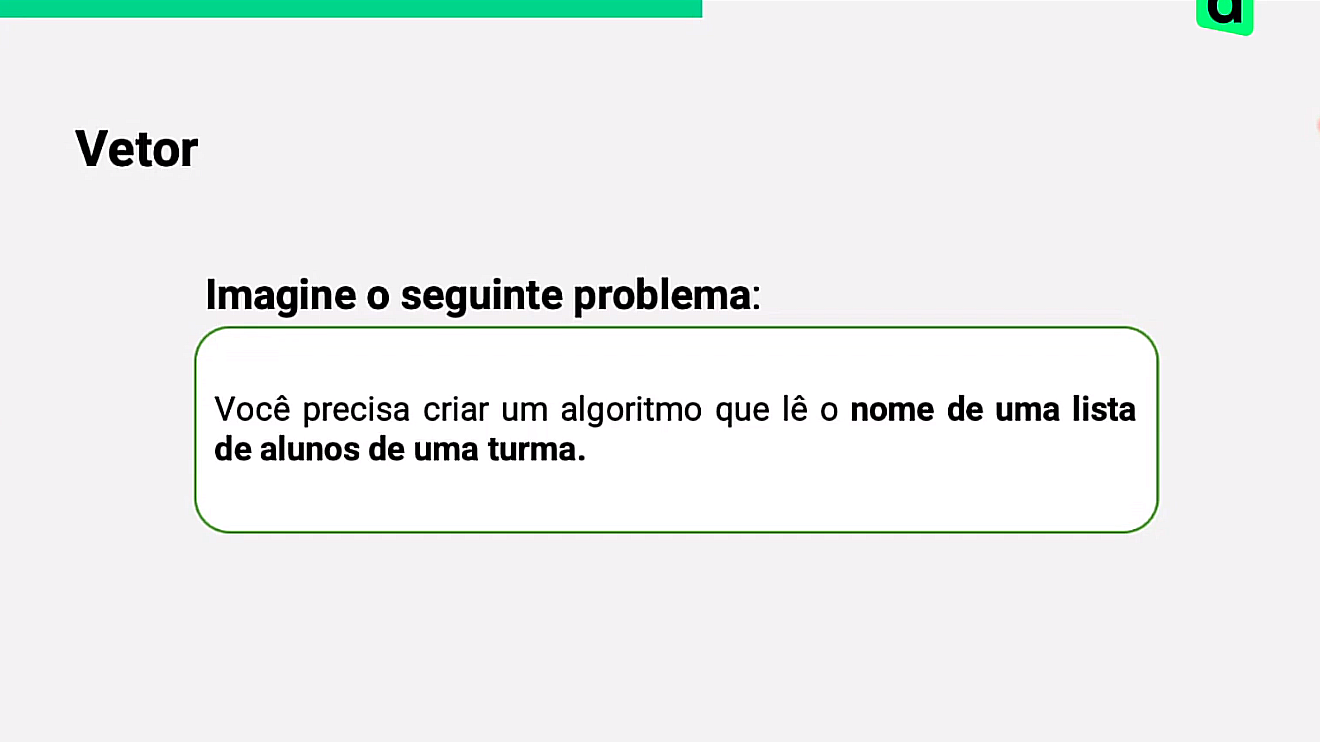 d
Vetor
Imagine o seguinte problema:
Você precisa criar um algoritmo que lê o nome de uma lista
de alunos de uma turma.